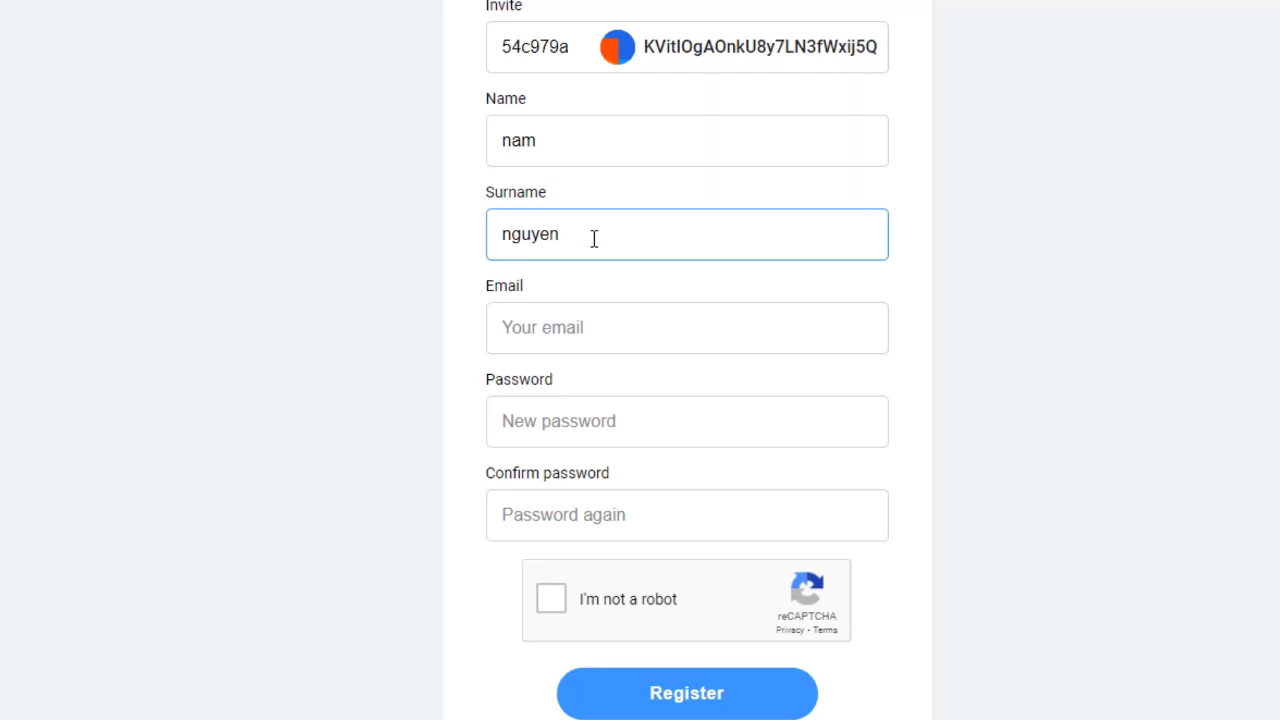 Invite
54c979a KVitIOgAOnkU8y7LN3fWxij5Q
Name
nam
Surname
nguyen
Email
Your email
Password
New password
Confirm password
Password again
I'm not a robot
reCAPTCHA
Privacy - Terms
Register